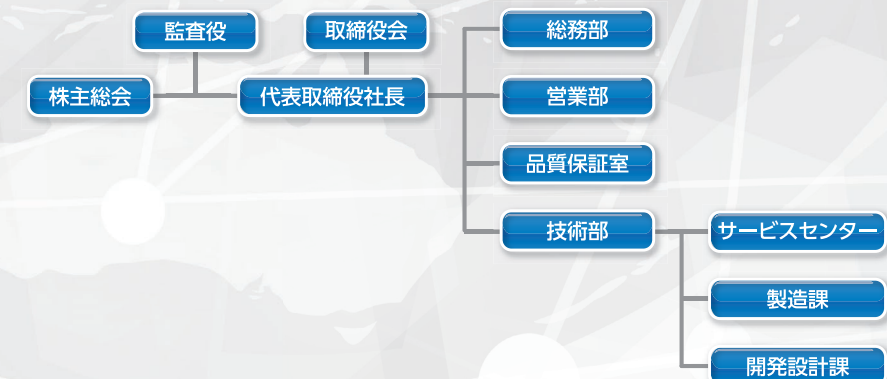 監査役
取締役会
総務部
株主総会
代表取締役社長
営業部
品質保証室
技術部
サービスセンター
製造課
開発設計課